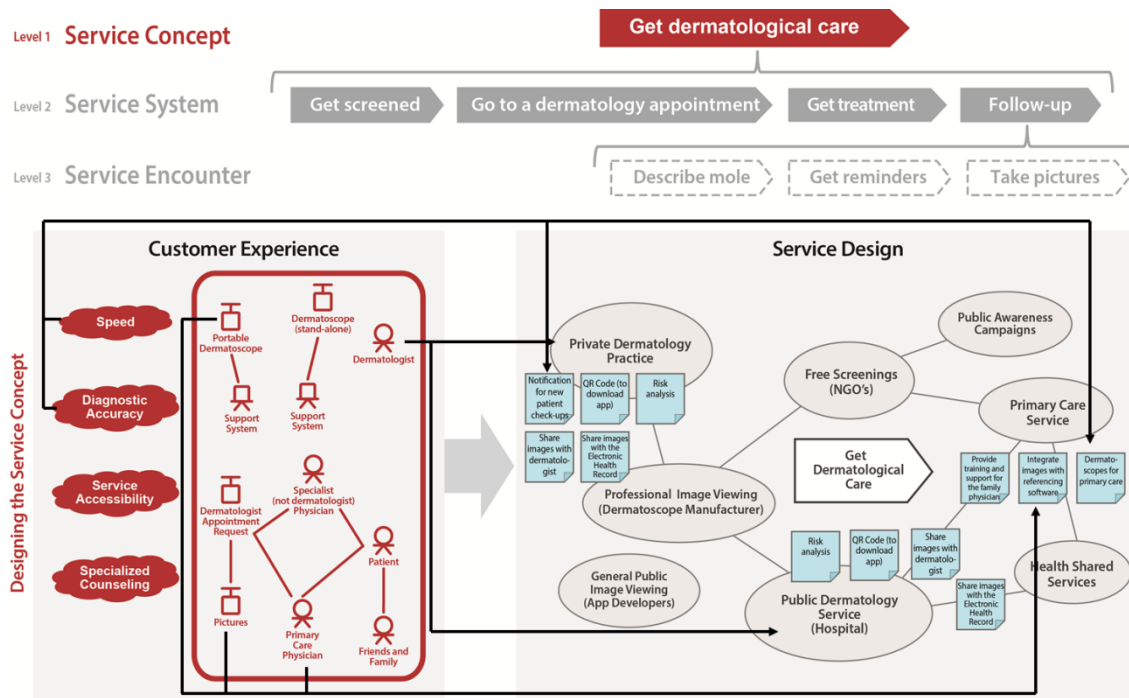 Level 1 Service Concept
Get dermatological care
Level 2 Service System
Get screened
Go to a dermatology appointment
Get treatment
Follow-up
Level 3 Service Encounter
Describe mole
Get reminders
Take pictures
Designing the Service Concept
Customer Experience
Speed
Diagnostic
Accuracy
Service
Accessibility
Specialized
Counseling
Portable
Dermatoscope
Dermatoscope
(stand-alone)
Dermatologist
Support
System
Support
System
Specialist
(not dermatologist)
Physician
Dermatologist
Appointment
Request
Patient
Pictures
Primary
Care
Physician
Friends and
Family
Service Design
Private Dermatology
Practice
Notification
for new
patient
check-ups
QR Code (to
download
app)
Risk
analysis
Share
images with
dermatolo-
gist
Share images
with the
Electronic
Health
Record
Public Awareness
Campaigns
Free Screenings
(NGO's)
Primary Care
Service
Get
Dermatological
Care
Provide
training and
support for
the family
physician
Integrate
images with
referencing
software
Dermato-
scopes for
primary care
Professional Image Viewing
(Dermatoscope Manufacturer)
General Public
Image Viewing
(App Developers)
Risk
analysis
QR Code (to
download
app)
Share
images with
dermatolo-
gist
Share images
with the
Electronic
Health
Record
Public Dermatology
Service
(Hospital)
Health Shared
Services